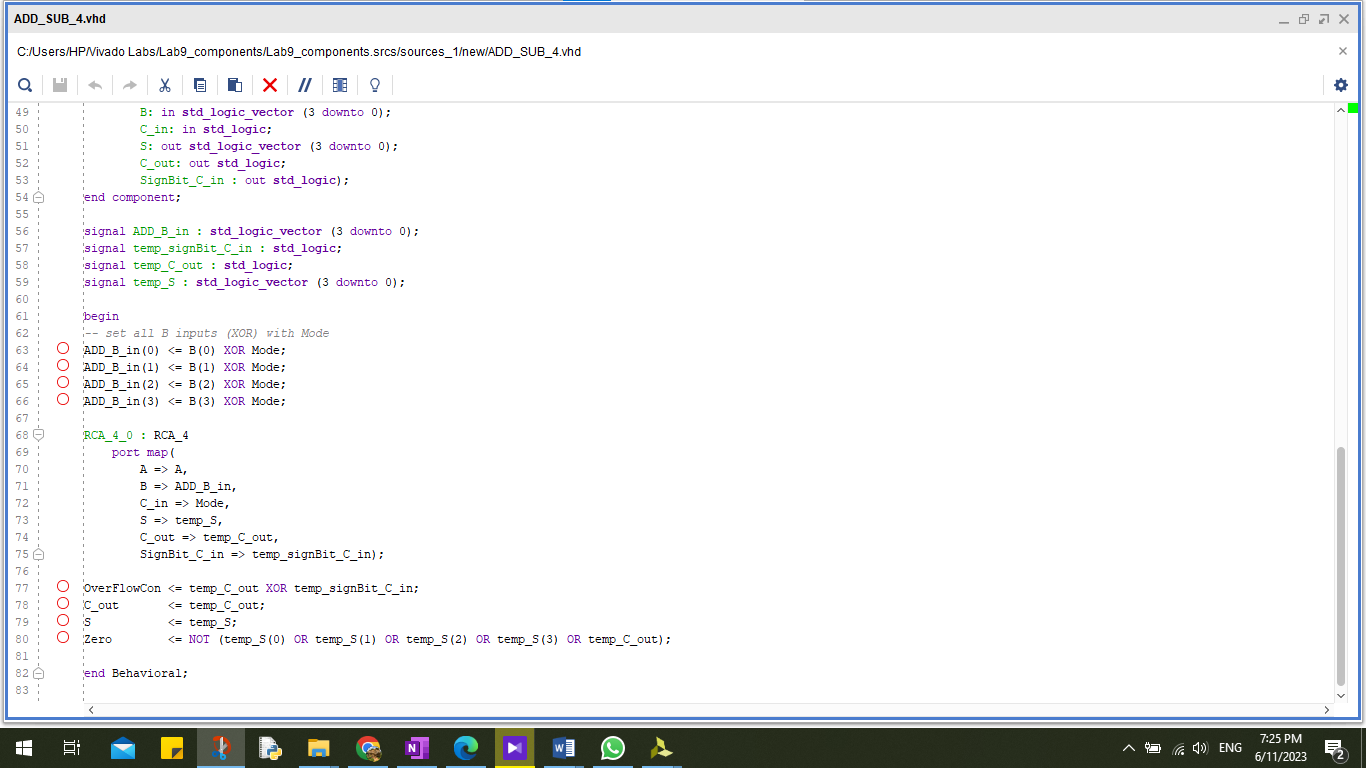 ADD_SUB_4.vhd
C:/Users/HP/Vivado Labs/Lab9_components/Lab9_components.srcs/sources_1/new/ADD_SUB_4.vhd
49 B: in std_logic_vector (3 downto 0);
50 C_in: in std_logic;
51 S: out std_logic_vector (3 downto 0);
52 C_out: out std_logic;
53 SignBit_C_in : out std_logic);
54 end component;
55
56 signal ADD_B_in : std_logic_vector (3 downto 0);
57 signal temp_signBit_C_in : std_logic;
58 signal temp_C_out : std_logic;
59 signal temp_S : std_logic_vector (3 downto 0);
60
61 begin
62 -- set all B inputs (XOR) with Mode
63 ADD_B_in(0) <= B(0) XOR Mode;
64 ADD_B_in(1) <= B(1) XOR Mode;
65 ADD_B_in(2) <= B(2) XOR Mode;
66 ADD_B_in(3) <= B(3) XOR Mode;
67
68 RCA_4_0 : RCA_4
69 port map(
70 A => A,
71 B => ADD_B_in,
72 C_in => Mode,
73 S => temp_S,
74 C_out => temp_C_out,
75 SignBit_C_in => temp_signBit_C_in);
76
77 OverFlowCon <= temp_C_out XOR temp_signBit_C_in;
78 C_out <= temp_C_out;
79 S <= temp_S;
80 Zero <= NOT (temp_S(0) OR temp_S(1) OR temp_S(2) OR temp_S(3) OR temp_C_out);
81
82 end Behavioral;
83
ENG
7:25 PM
6/11/2023
2